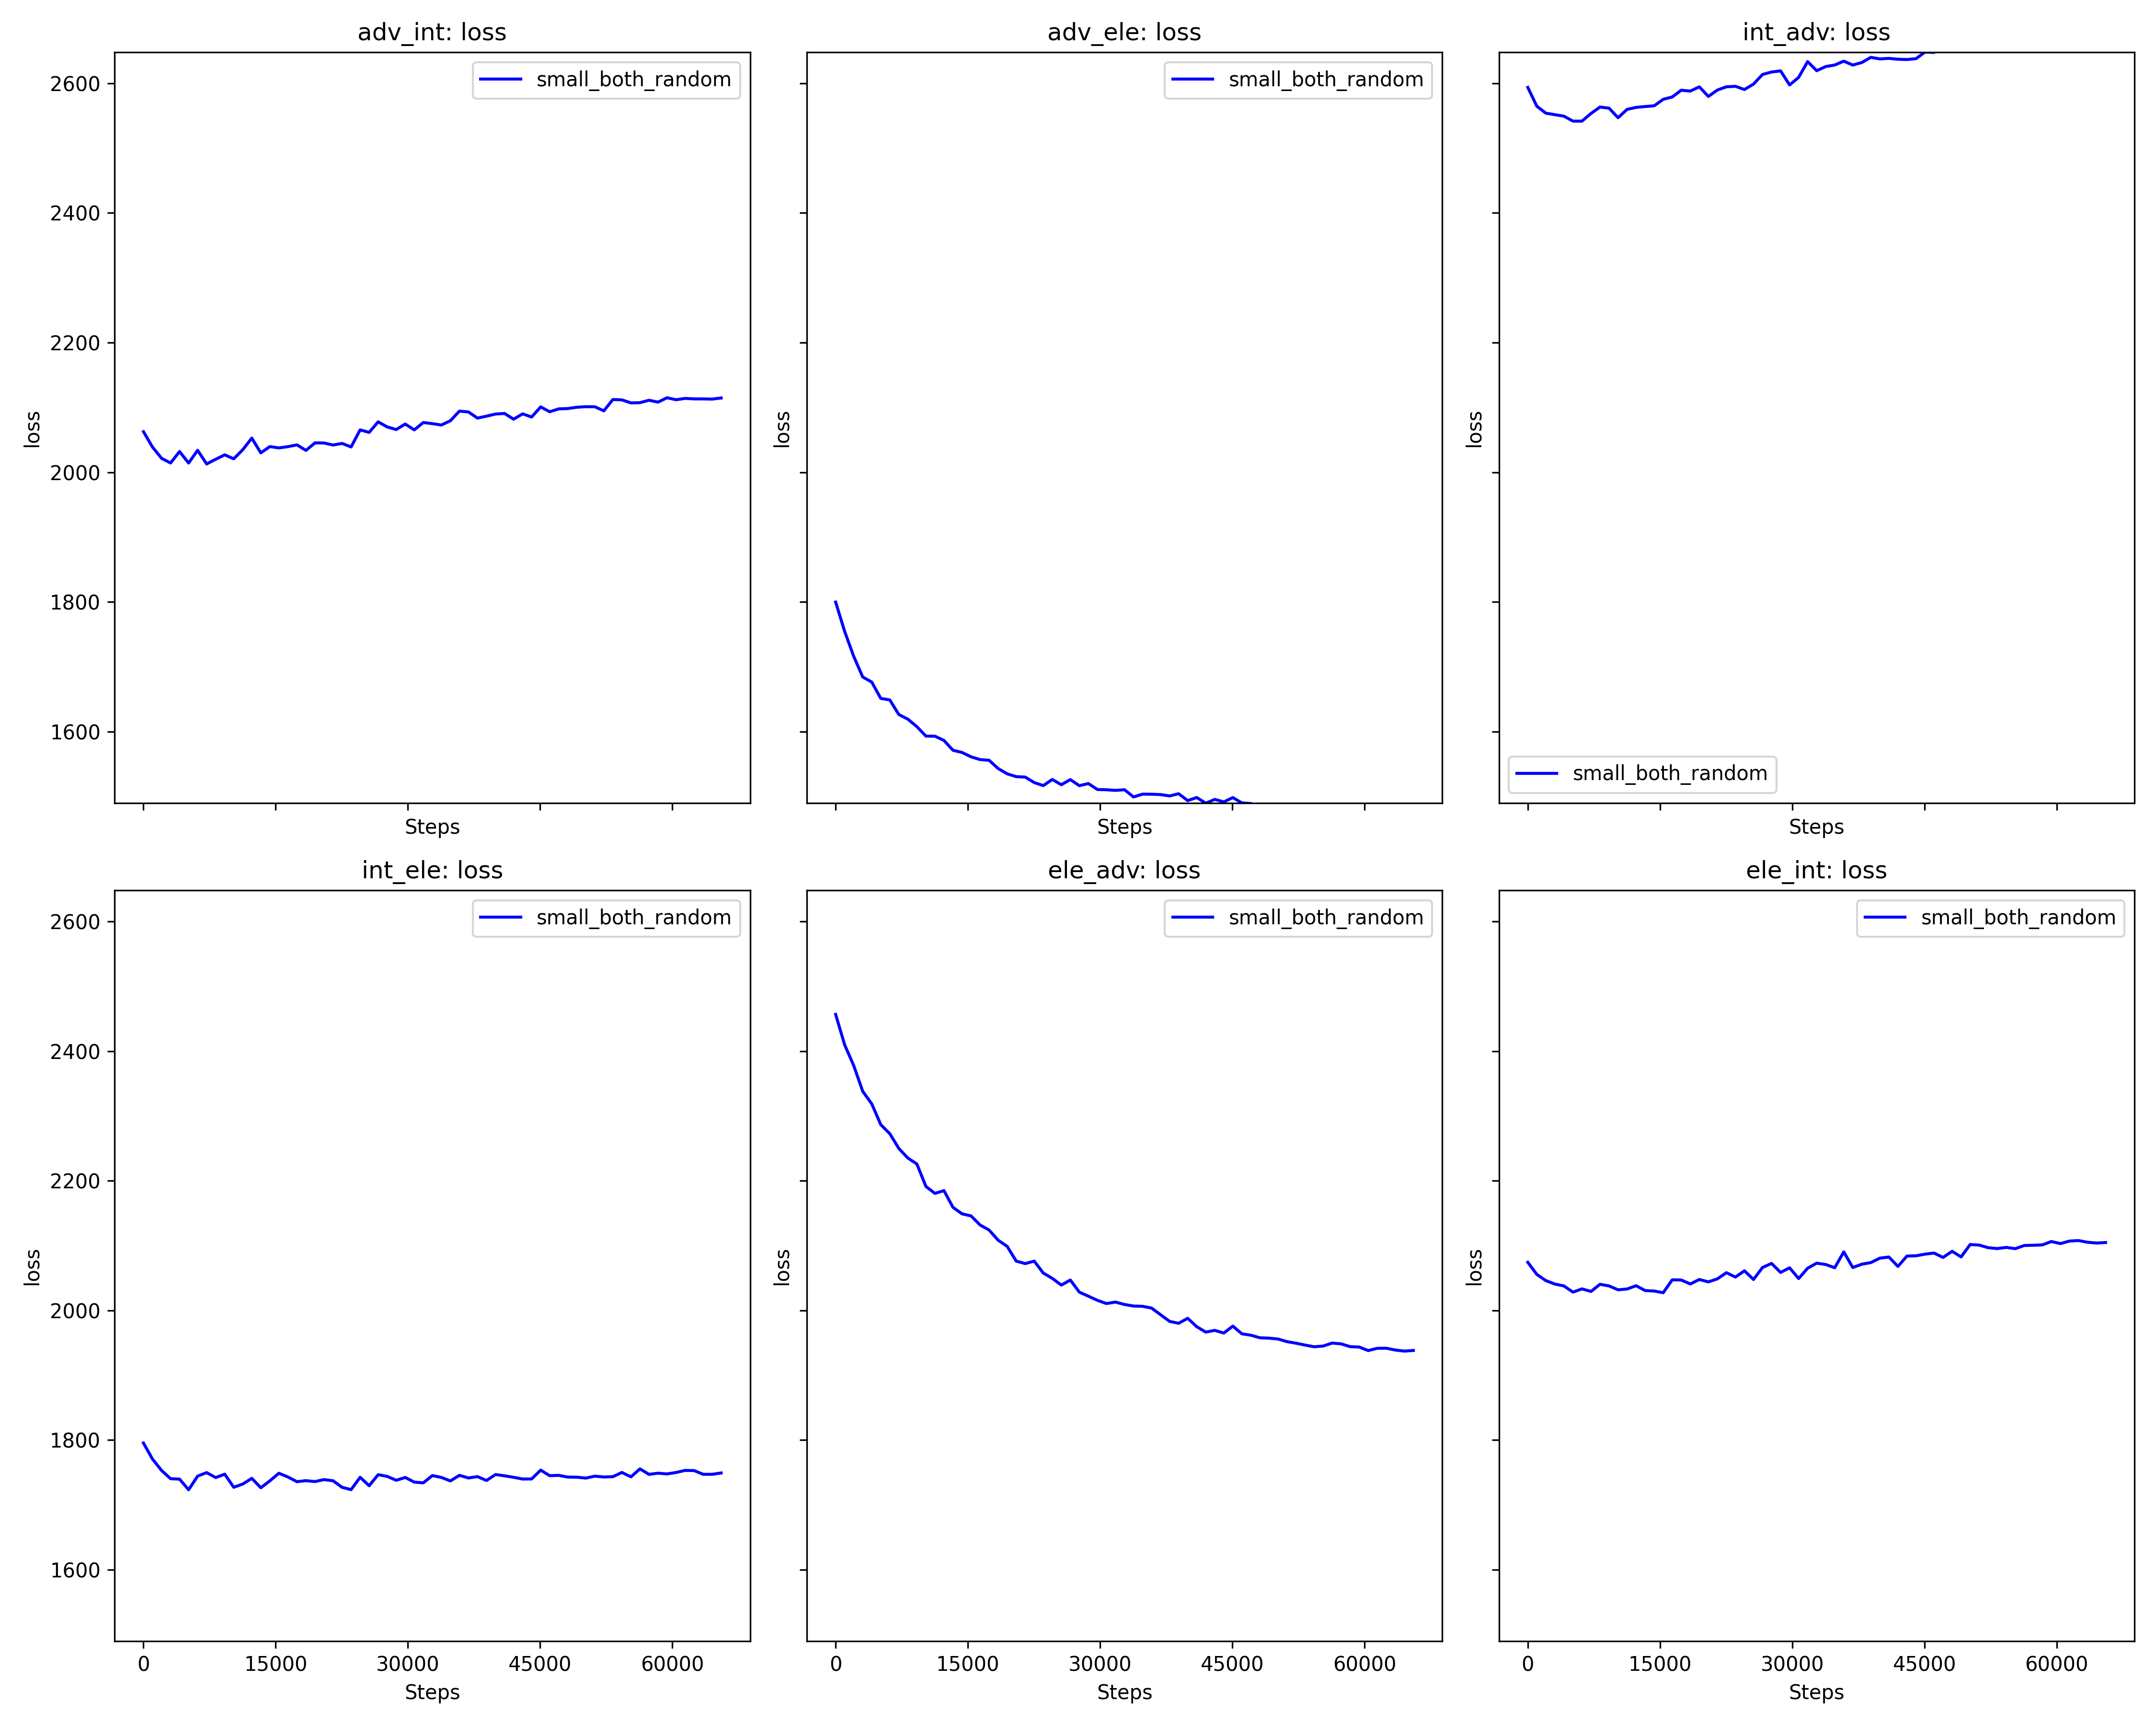 adv_int: loss
adv_ele: loss
int_adv: loss
2600
2400
2200
2000
1800
1600
loss
loss
loss
small_both_random
small_both_random
small_both_random
Steps
Steps
Steps
int_ele: loss
ele_adv: loss
ele_int: loss
2600
2400
2200
2000
1800
1600
loss
loss
loss
small_both_random
small_both_random
small_both_random
0 15000 30000 45000 60000
0 15000 30000 45000 60000
0 15000 30000 45000 60000
Steps
Steps
Steps